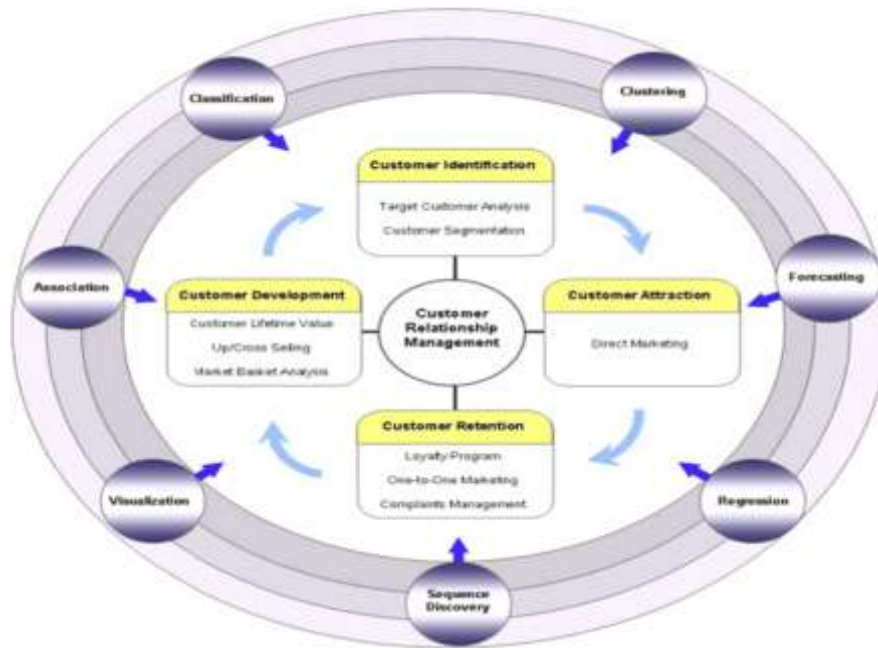 Classification
Clustering
Customer Identification
Target Customer Analysis
Customer Segmentation
Association
Forecasting
Customer Development
Customer Lifetime Value
Up/Cross Selling
Market Basket Analysis
Customer
Relationship
Management
Customer Attraction
Direct Marketing
Customer Retention
Loyalty Program
One-to-One Marketing
Complaints Management
Visualization
Regression
Sequence
Discovery